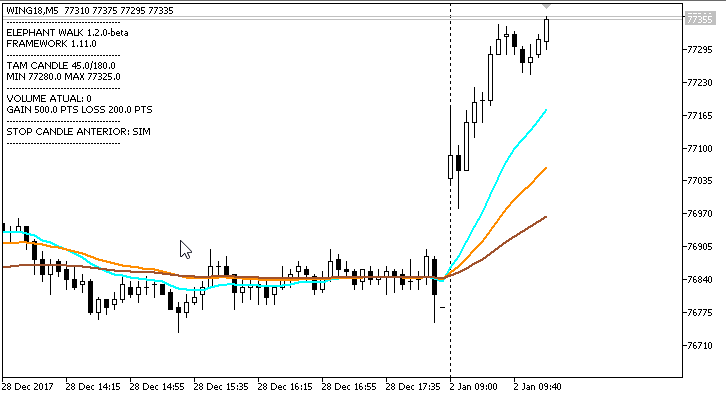 WING18,M5 77310 77375 77295 77335
ELEPHANT WALK 1.2.0-beta
FRAMEWORK 1.11.0
TAM CANDLE 45.0/180.0
MIN 77280.0 MAX 77325.0
VOLUME ATUAL: 0
GAIN 500.0 PTS LOSS 200.0 PTS
STOP CANDLE ANTERIOR: SIM
77355
77295
77230
77165
77100
77035
76970
76905
76840
76775
76710
28 Dec 2017 28 Dec 14:15 28 Dec 14:55 28 Dec 15:35 28 Dec 16:15 28 Dec 16:55 28 Dec 17:35 2 Jan 09:00 2 Jan 09:40